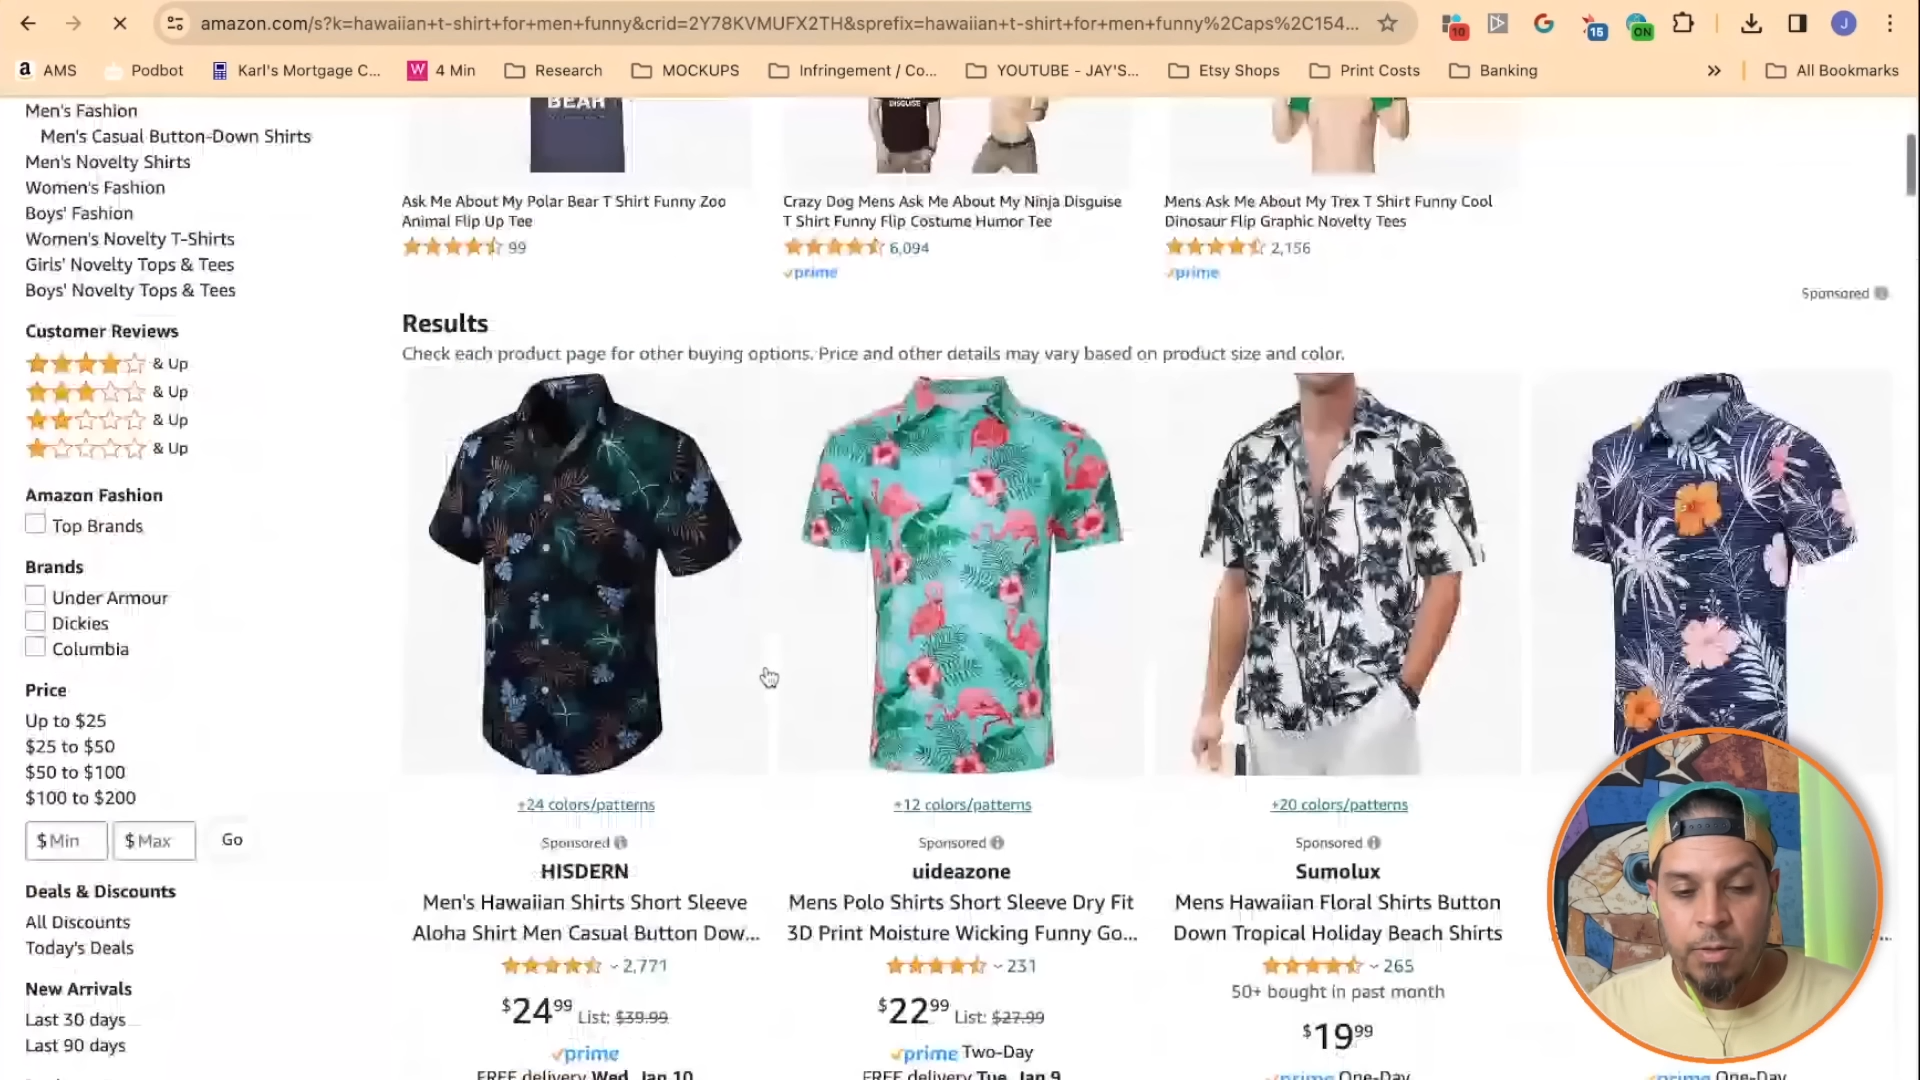 amazon.com/s?k=hawaiian+t-shirt+for+men+funny&crid=2Y78KVMUFX2TH&sprefix=hawaiian+t-shirt+for+men+funny%2Caps%2C154...
10
15
ON
J
a AMS
Podbot
Karl's Mortgage C...
W 4 Min
Research
MOCKUPS
Infringement / Co...
YOUTUBE - JAY'S...
Etsy Shops
Print Costs
Banking
All Bookmarks
Men's Fashion
Men's Casual Button-Down Shirts
Men's Novelty Shirts
Women's Fashion
Boys' Fashion
Women's Novelty T-Shirts
Girls' Novelty Tops & Tees
Boys' Novelty Tops & Tees
Customer Reviews
& Up
& Up
& Up
& Up
Amazon Fashion
Top Brands
Brands
Under Armour
Dickies
Columbia
Price
Up to $25
$25 to $50
$50 to $100
$100 to $200
$ Min
$ Max
Go
Deals & Discounts
All Discounts
Today's Deals
New Arrivals
Last 30 days
Last 90 days
BEAR
DISGUISE
Ask Me About My Polar Bear T Shirt Funny Zoo
Animal Flip Up Tee
99
Crazy Dog Mens Ask Me About My Ninja Disguise
T Shirt Funny Flip Costume Humor Tee
6,094
prime
Mens Ask Me About My Trex T Shirt Funny Cool
Dinosaur Flip Graphic Novelty Tees
2,156
prime
Sponsored
Results
Check each product page for other buying options. Price and other details may vary based on product size and color.
+24 colors/patterns
Sponsored
HISDERN
Men's Hawaiian Shirts Short Sleeve
Aloha Shirt Men Casual Button Dow...
2,771
$24.99 List: $39.99
prime
FREE delivery Wed, Jan 10
+12 colors/patterns
Sponsored
uideazone
Mens Polo Shirts Short Sleeve Dry Fit
3D Print Moisture Wicking Funny Go...
231
$22.99 List: $27.99
prime Two-Day
FREE delivery Tue, Jan 9
+20 colors/patterns
Sponsored
Sumolux
Mens Hawaiian Floral Shirts Button
Down Tropical Holiday Beach Shirts
265
50+ bought in past month
$19.99
prime One-Day
prime One-Day